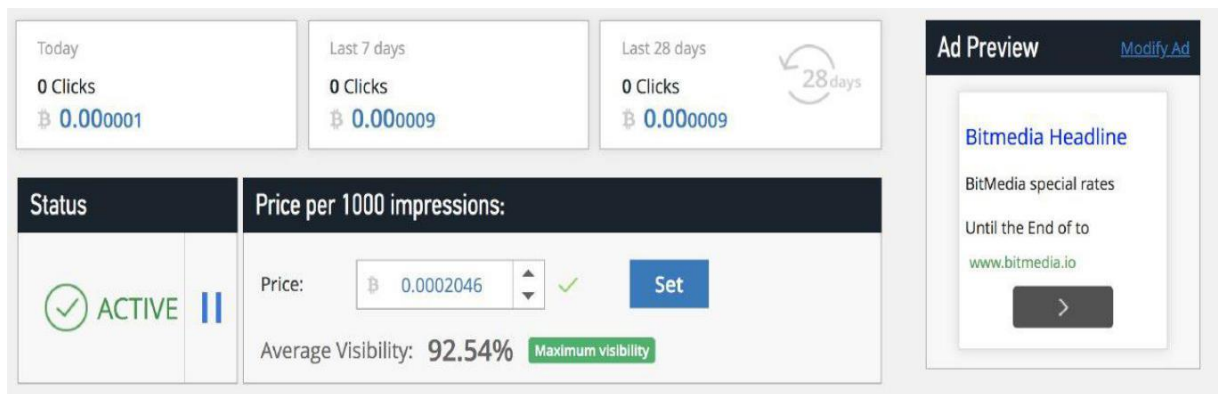 Today
0 Clicks
₿ 0.000001
Last 7 days
0 Clicks
₿ 0.000009
Last 28 days
0 Clicks
₿ 0.000009
28 days
Status
ACTIVE
Price per 1000 impressions:
Price: ₿ 0.0002046 Set
Average Visibility: 92.54% Maximum visibility
Ad Preview Modify Ad
Bitmedia Headline
BitMedia special rates
Until the End of to
www.bitmedia.io